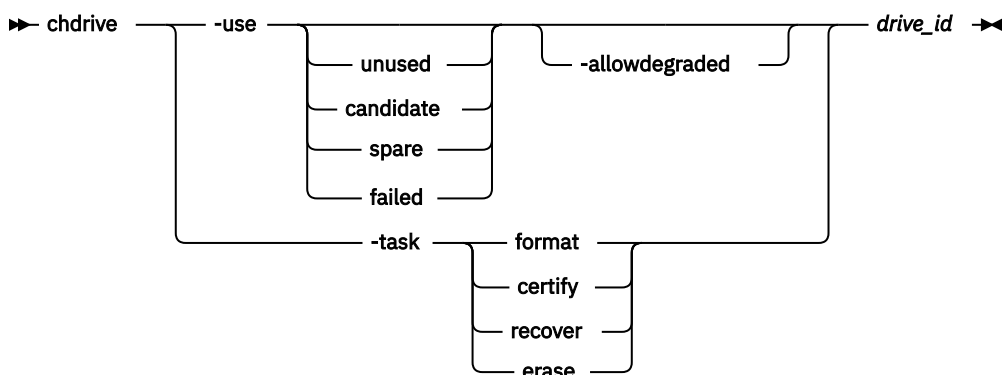 chdrive -use drive_id
unused -allowdegraded
candidate
spare
failed
-task format
certify
recover
erase